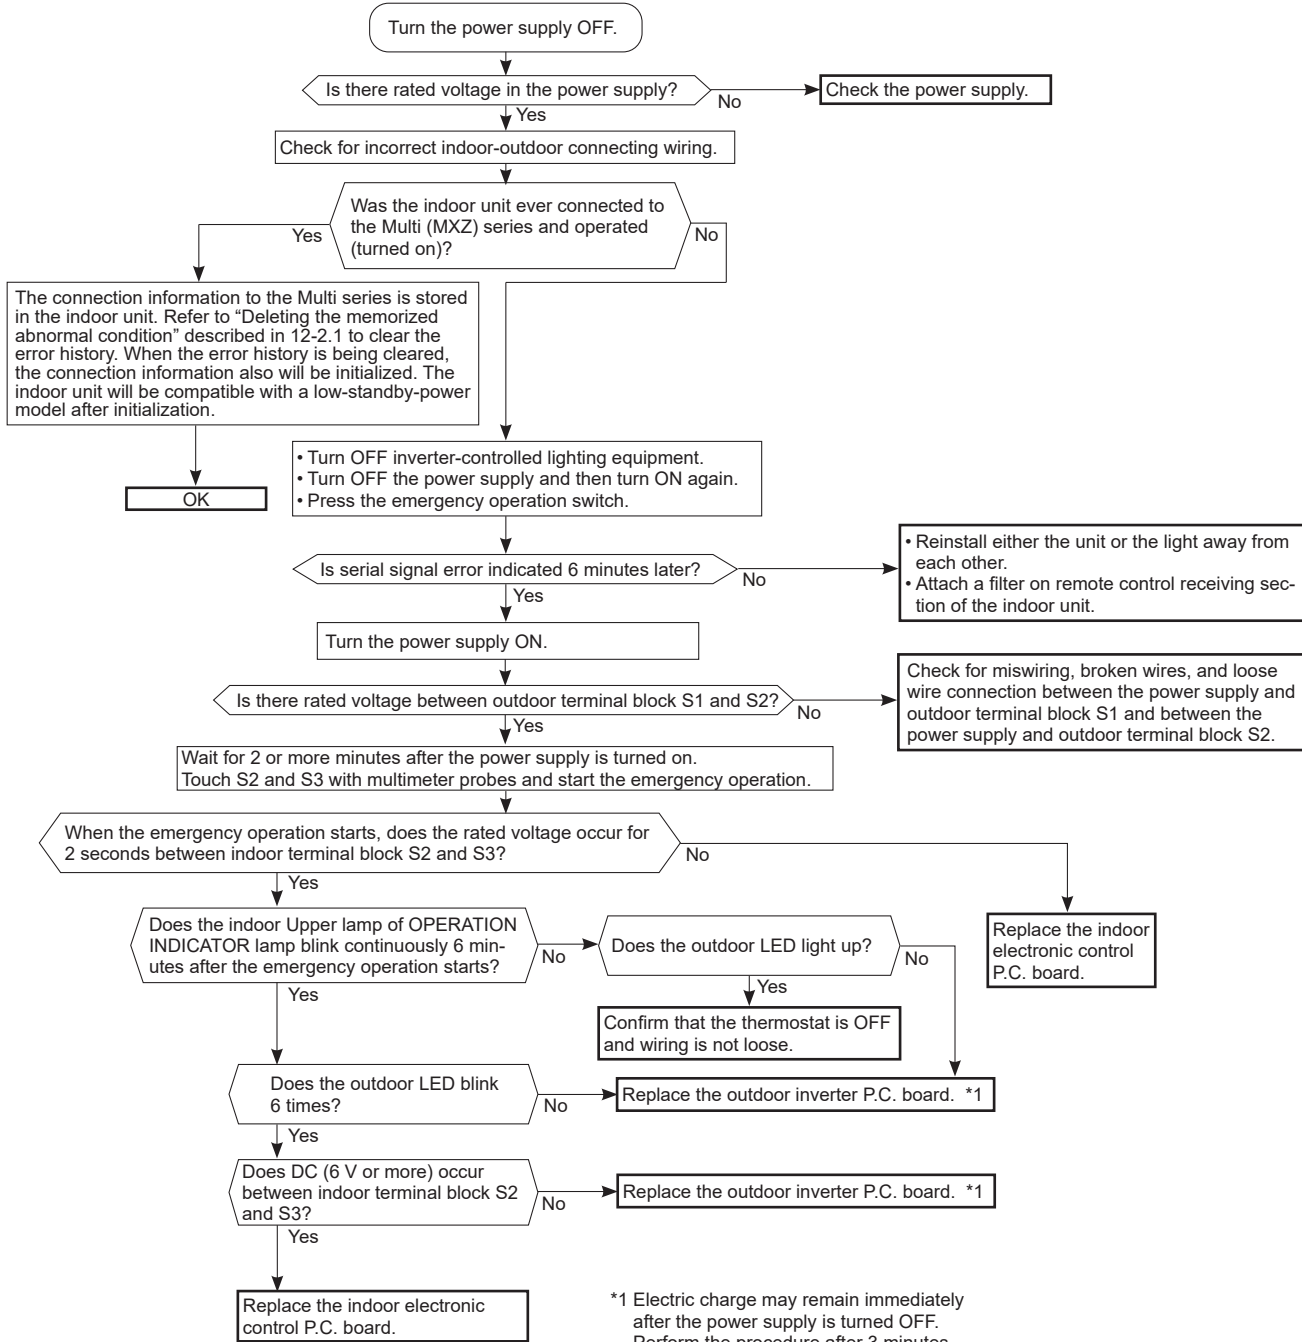 Turn the power supply OFF.
Is there rated voltage in the power supply?
No
Check the power supply.
Yes
Check for incorrect indoor-outdoor connecting wiring.
Was the indoor unit ever connected to
the Multi (MXZ) series and operated
(turned on)?
Yes
No
The connection information to the Multi series is stored
in the indoor unit. Refer to “Deleting the memorized
abnormal condition” described in 12-2.1 to clear the
error history. When the error history is being cleared,
the connection information also will be initialized. The
indoor unit will be compatible with a low-standby-power
model after initialization.
OK
• Turn OFF inverter-controlled lighting equipment.
• Turn OFF the power supply and then turn ON again.
• Press the emergency operation switch.
Is serial signal error indicated 6 minutes later?
No
• Reinstall either the unit or the light away from
each other.
• Attach a filter on remote control receiving sec-
tion of the indoor unit.
Yes
Turn the power supply ON.
Is there rated voltage between outdoor terminal block S1 and S2?
No
Check for miswiring, broken wires, and loose
wire connection between the power supply and
outdoor terminal block S1 and between the
power supply and outdoor terminal block S2.
Yes
Wait for 2 or more minutes after the power supply is turned on.
Touch S2 and S3 with multimeter probes and start the emergency operation.
When the emergency operation starts, does the rated voltage occur for
2 seconds between indoor terminal block S2 and S3?
No
Yes
Replace the indoor
electronic control
P.C. board.
Does the indoor Upper lamp of OPERATION
INDICATOR lamp blink continuously 6 min-
utes after the emergency operation starts?
No
Does the outdoor LED light up?
No
Yes
Yes
Confirm that the thermostat is OFF
and wiring is not loose.
Does the outdoor LED blink
6 times?
No
Replace the outdoor inverter P.C. board. *1
Yes
Does DC (6 V or more) occur
between indoor terminal block S2
and S3?
No
Replace the outdoor inverter P.C. board. *1
Yes
Replace the indoor electronic
control P.C. board.
*1 Electric charge may remain immediately
after the power supply is turned OFF.
Perform the procedure after 3 minutes